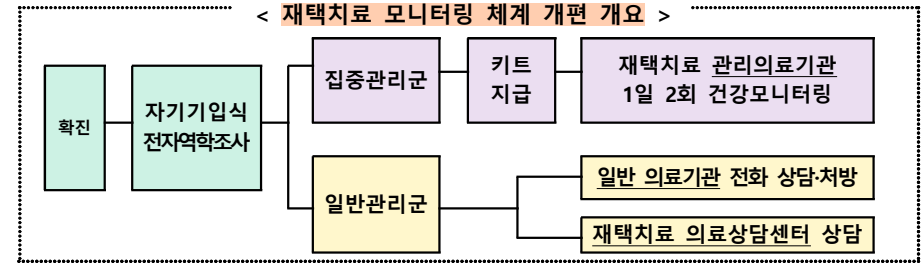 < 재택치료 모니터링 체계 개편 개요 >
확진
자기기입식
전자역학조사
집중관리군
키트
지급
재택치료 관리의료기관
1일 2회 건강모니터링
일반관리군
일반 의료기관 전화 상담·처방
재택치료 의료상담센터 상담